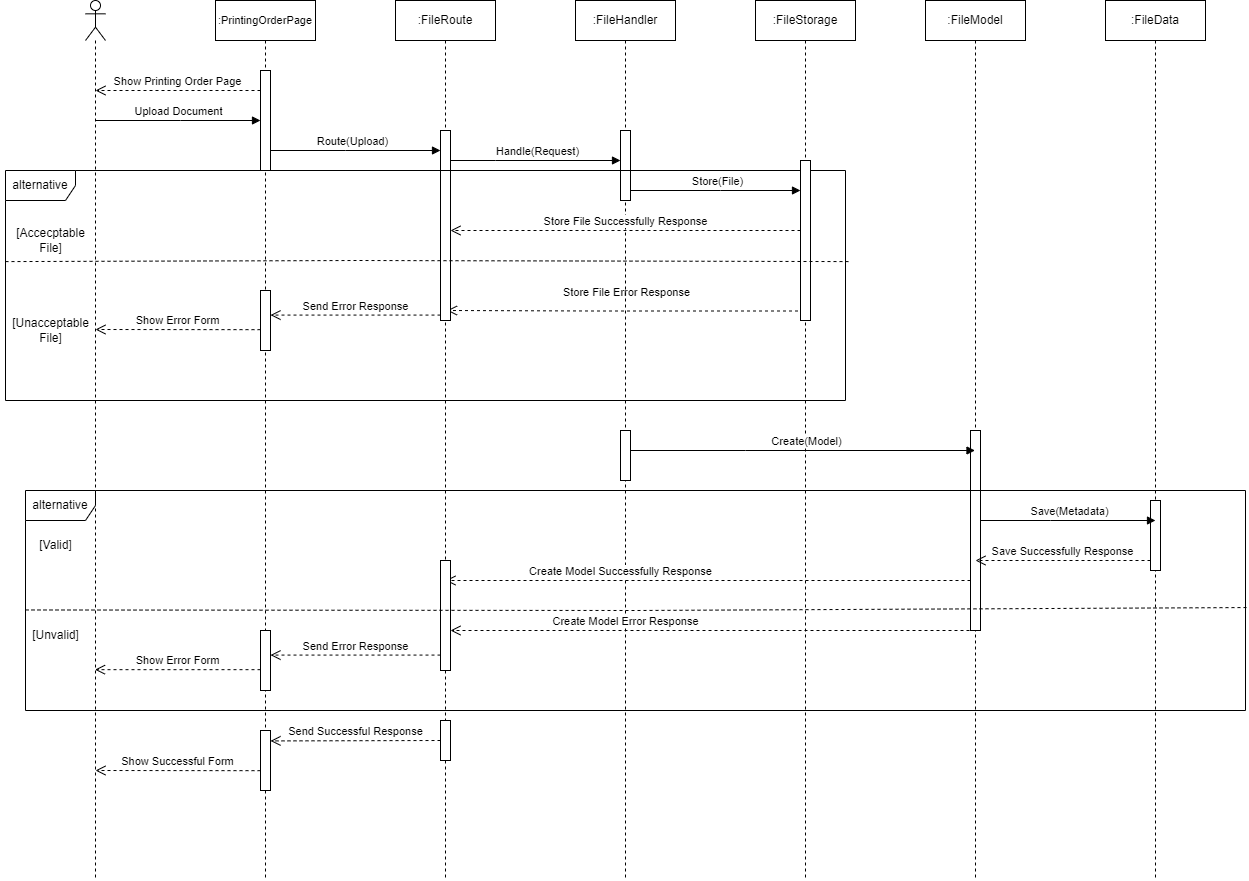 :PrintingOrderPage
:FileRoute
:FileHandler
:FileStorage
:FileModel
:FileData
Show Printing Order Page
Upload Document
Route(Upload)
Handle(Request)
alternative
Store(File)
[Accecptable
File]
Store File Successfully Response
Store File Error Response
Send Error Response
[Unacceptable
File]
Show Error Form
Create(Model)
alternative
Save(Metadata)
[Valid]
Save Successfully Response
Create Model Successfully Response
Create Model Error Response
[Unvalid]
Send Error Response
Show Error Form
Send Successful Response
Show Successful Form